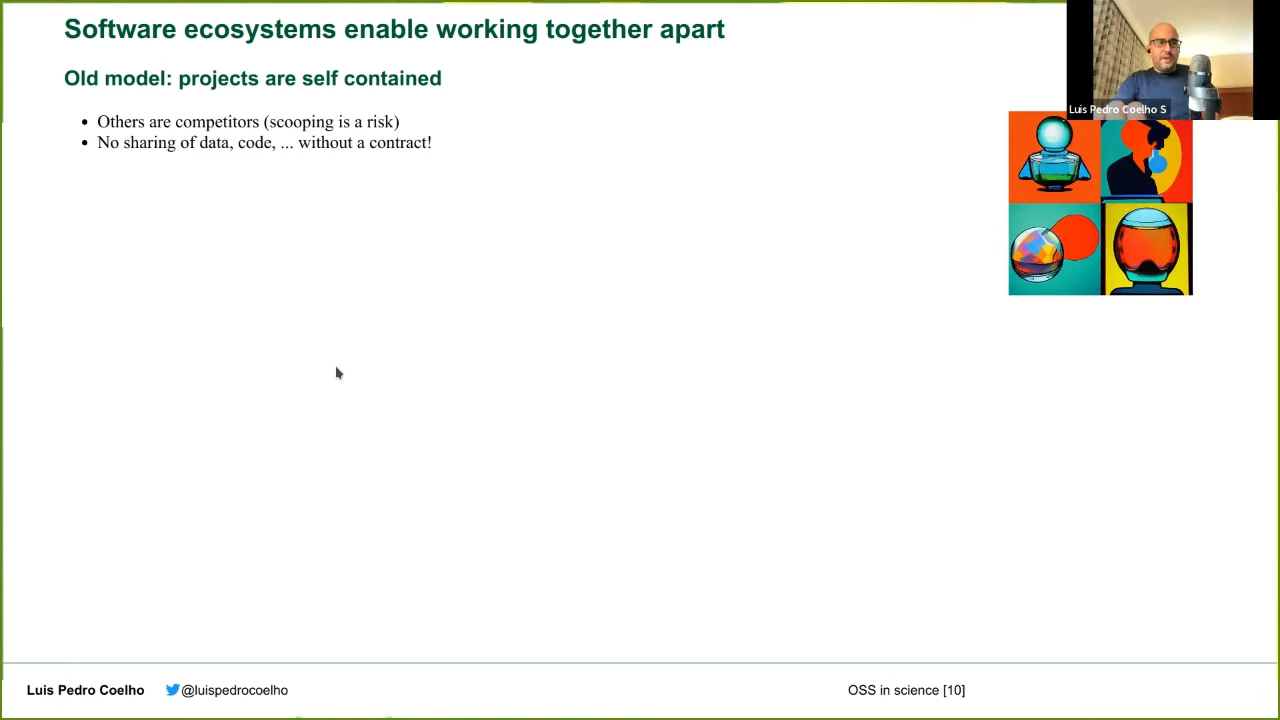 Software ecosystems enable working together apart
Old model: projects are self contained
Others are competitors (scooping is a risk)
No sharing of data, code, ... without a contract!
Luis Pedro Coelho S
Luis Pedro Coelho
@luispedrocoelho
OSS in science [10]